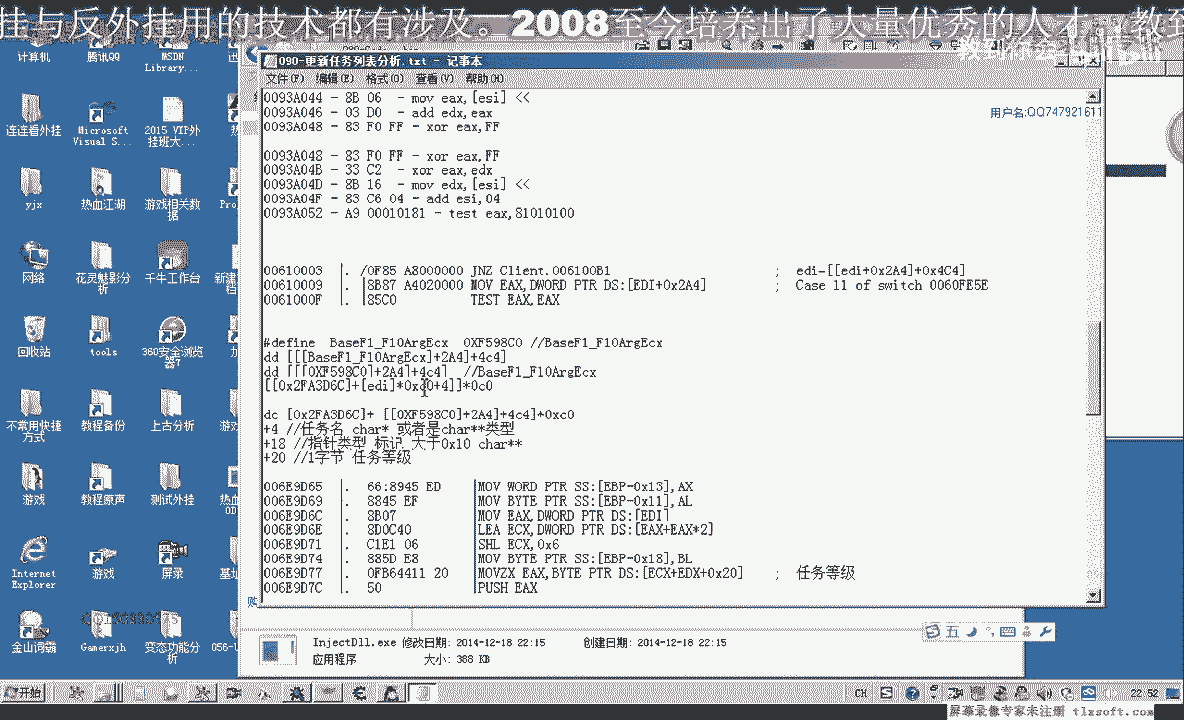 挂与反外挂用的技术都有涉及。2008至今培养出了大量优秀的人才，教到
090-更新任务列表分析.txt - 记事本
文件(F) 编辑(E) 格式(O) 查看(V) 帮助(H)
用户名:QQ747921611
0093A044 - 8B 06  - mov eax,[esi] <<
0093A046 - 03 D0  - add edx,eax
0093A048 - 83 F0 FF - xor eax,FF
0093A048 - 83 F0 FF - xor eax,FF
0093A04B - 33 C2  - xor eax,edx
0093A04D - 8B 16  - mov edx,[esi] <<
0093A04F - 83 C6 04 - add esi,04
0093A052 - A9 00010181 - test eax,81010100
00610003  |. /0F85 A8000000 JNZ Client.006100B1 ;  edi-[[edi+0x2A4]+0x4C4]
00610009  |. |8B87 A4020000 MOV EAX,DWORD PTR DS:[EDI+0x2A4] ;  Case 11 of switch 0060FE5E
0061000F  |. |85C0 TEST EAX,EAX
#define  BaseF1_F10ArgEcx  0XF598C0 //BaseF1_F10ArgEcx
dd [[[BaseF1_F10ArgEcx]+2A4]+4c4]
dd [[[0XF598C0]+2A4]+4c4]  //BaseF1_F10ArgEcx
dc [0x2FA3D6C]+ [[0XF598C0]+2A4]+4c4]*0xc0
+4 //任务名 char* 或者是char**类型
+18 //指针类型 标记 大于0x10 char**
+20 //1字节 任务等级
006E9D65  |.  66:8945 ED  |MOV WORD PTR SS:[EBP-0x13],AX
006E9D69  |.  8845 EF  |MOV BYTE PTR SS:[EBP-0x11],AL
006E9D6C  |.  8B07  |MOV EAX,DWORD PTR DS:[EDI]
006E9D6E  |.  8D0C40  |LEA ECX,DWORD PTR DS:[EAX+EAX*2]
006E9D71  |.  C1E1 06  |SHL ECX,0x6
006E9D74  |.  885D E8  |MOV BYTE PTR SS:[EBP-0x18],BL
006E9D77  |.  0FB64411 20  |MOVZX EAX,BYTE PTR DS:[ECX+EDX+0x20] ;  任务等级
006E9D7C  |.  50  |PUSH EAX
计算机 腾讯QQ MSDN Library...
连连看外挂 Microsoft Visual S... 2015 VIP外挂班大...
yjx 热血江湖 游戏相关数据
网络 花灵魅影分析 千牛工作台
回收站 tools 360安全浏览器7
不常用快捷方式 教程备份 上古分析
游戏 教程原声 测试外挂
Internet Explorer 游戏 屏录
金山词霸 Gamerxjh 变态功能分析
InjectDll.exe 修改日期: 2014-12-18 22:15 创建日期: 2014-12-18 22:15
应用程序 大小: 388 KB
五
开始 CH 22:52
屏幕录像专家未注册 tlxsoft.com